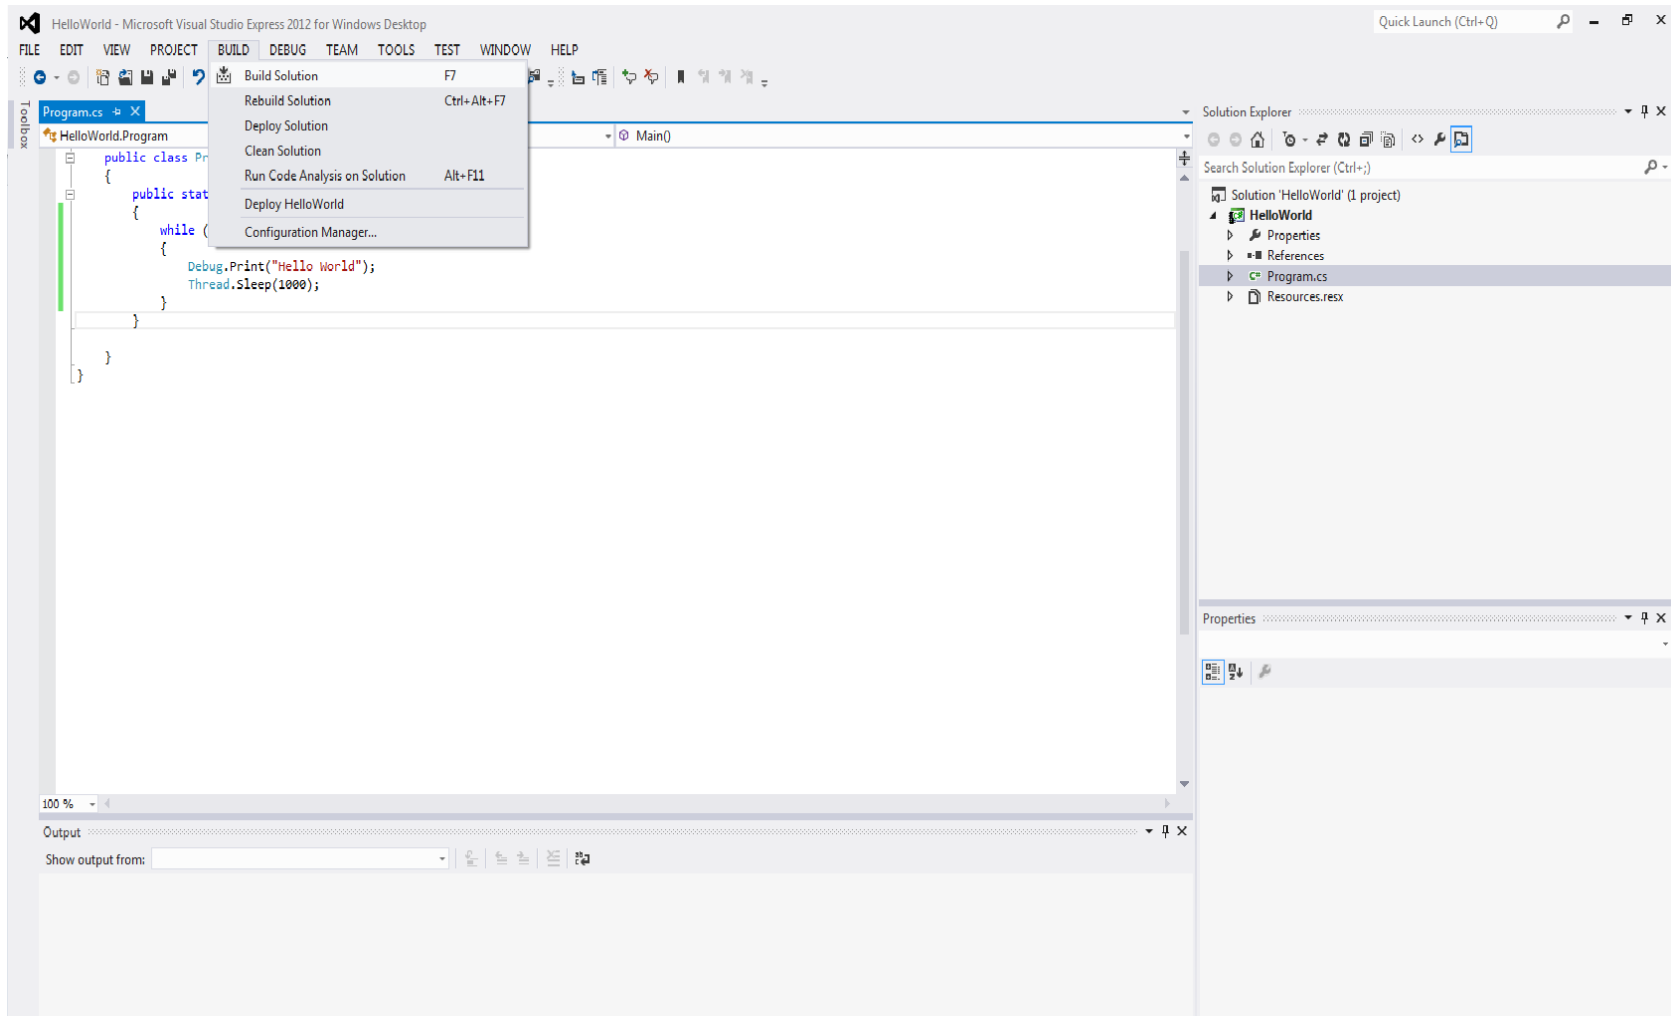 HelloWorld - Microsoft Visual Studio Express 2012 for Windows Desktop
Quick Launch (Ctrl+Q)
FILE EDIT VIEW PROJECT BUILD DEBUG TEAM TOOLS TEST WINDOW HELP
Build Solution F7
Rebuild Solution Ctrl+Alt+F7
Deploy Solution
Clean Solution
Run Code Analysis on Solution Alt+F11
Deploy HelloWorld
Configuration Manager...
Toolbox
Program.cs
HelloWorld.Program
Main()
public class Pr
{
public stat
{
while (
{
Debug.Print("Hello World");
Thread.Sleep(1000);
}
}
}
}
100 %
Output
Show output from:
Solution Explorer
Search Solution Explorer (Ctrl+;)
Solution 'HelloWorld' (1 project)
HelloWorld
Properties
References
C# Program.cs
Resources.resx
Properties